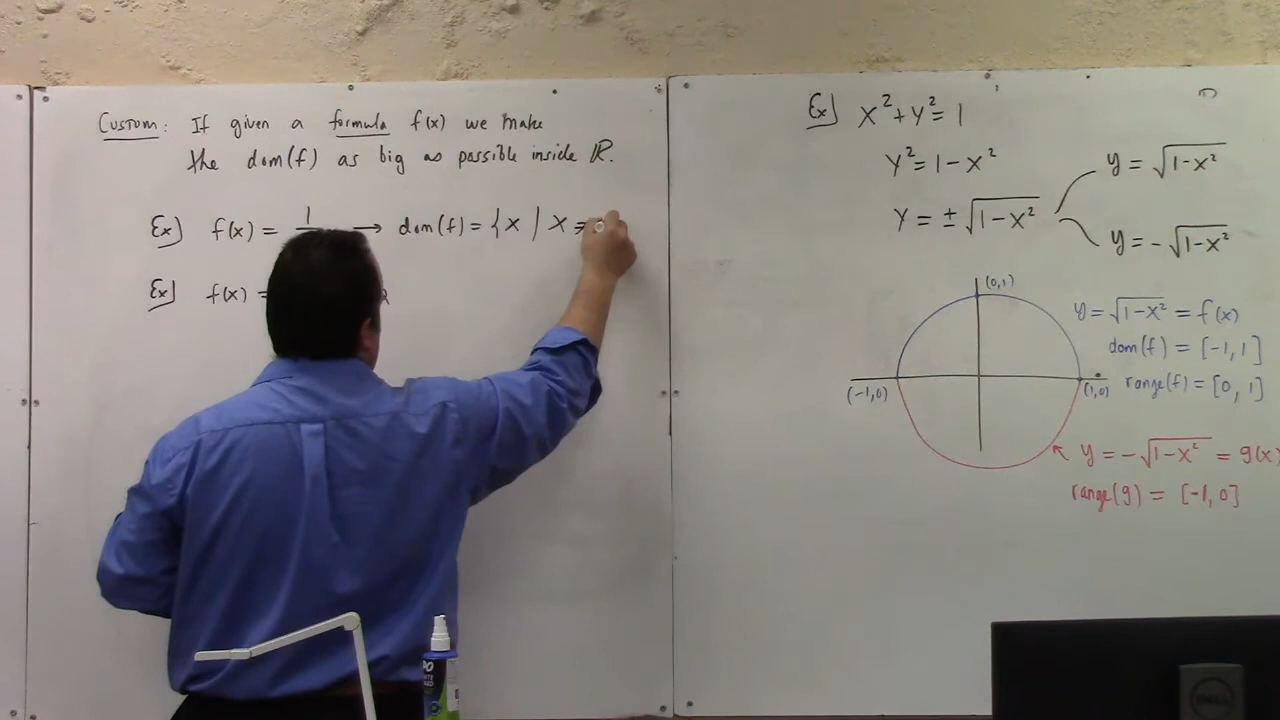 Custom: If given a formula f(x) we make
the dom(f) as big as possible inside ℝ.
Ex) f(x) = 1 → dom(f) = { x | x
Ex) f(x) =
Ex) x² + y² = 1
y² = 1 - x²
y = ± √(1-x²)
y = √(1-x²)
y = - √(1-x²)
(0,1)
(-1,0)
(1,0)
y = √(1-x²) = f(x)
dom(f) = [-1, 1]
range(f) = [0, 1]
y = - √(1-x²) = g(x)
range(g) = [-1, 0]
DELL